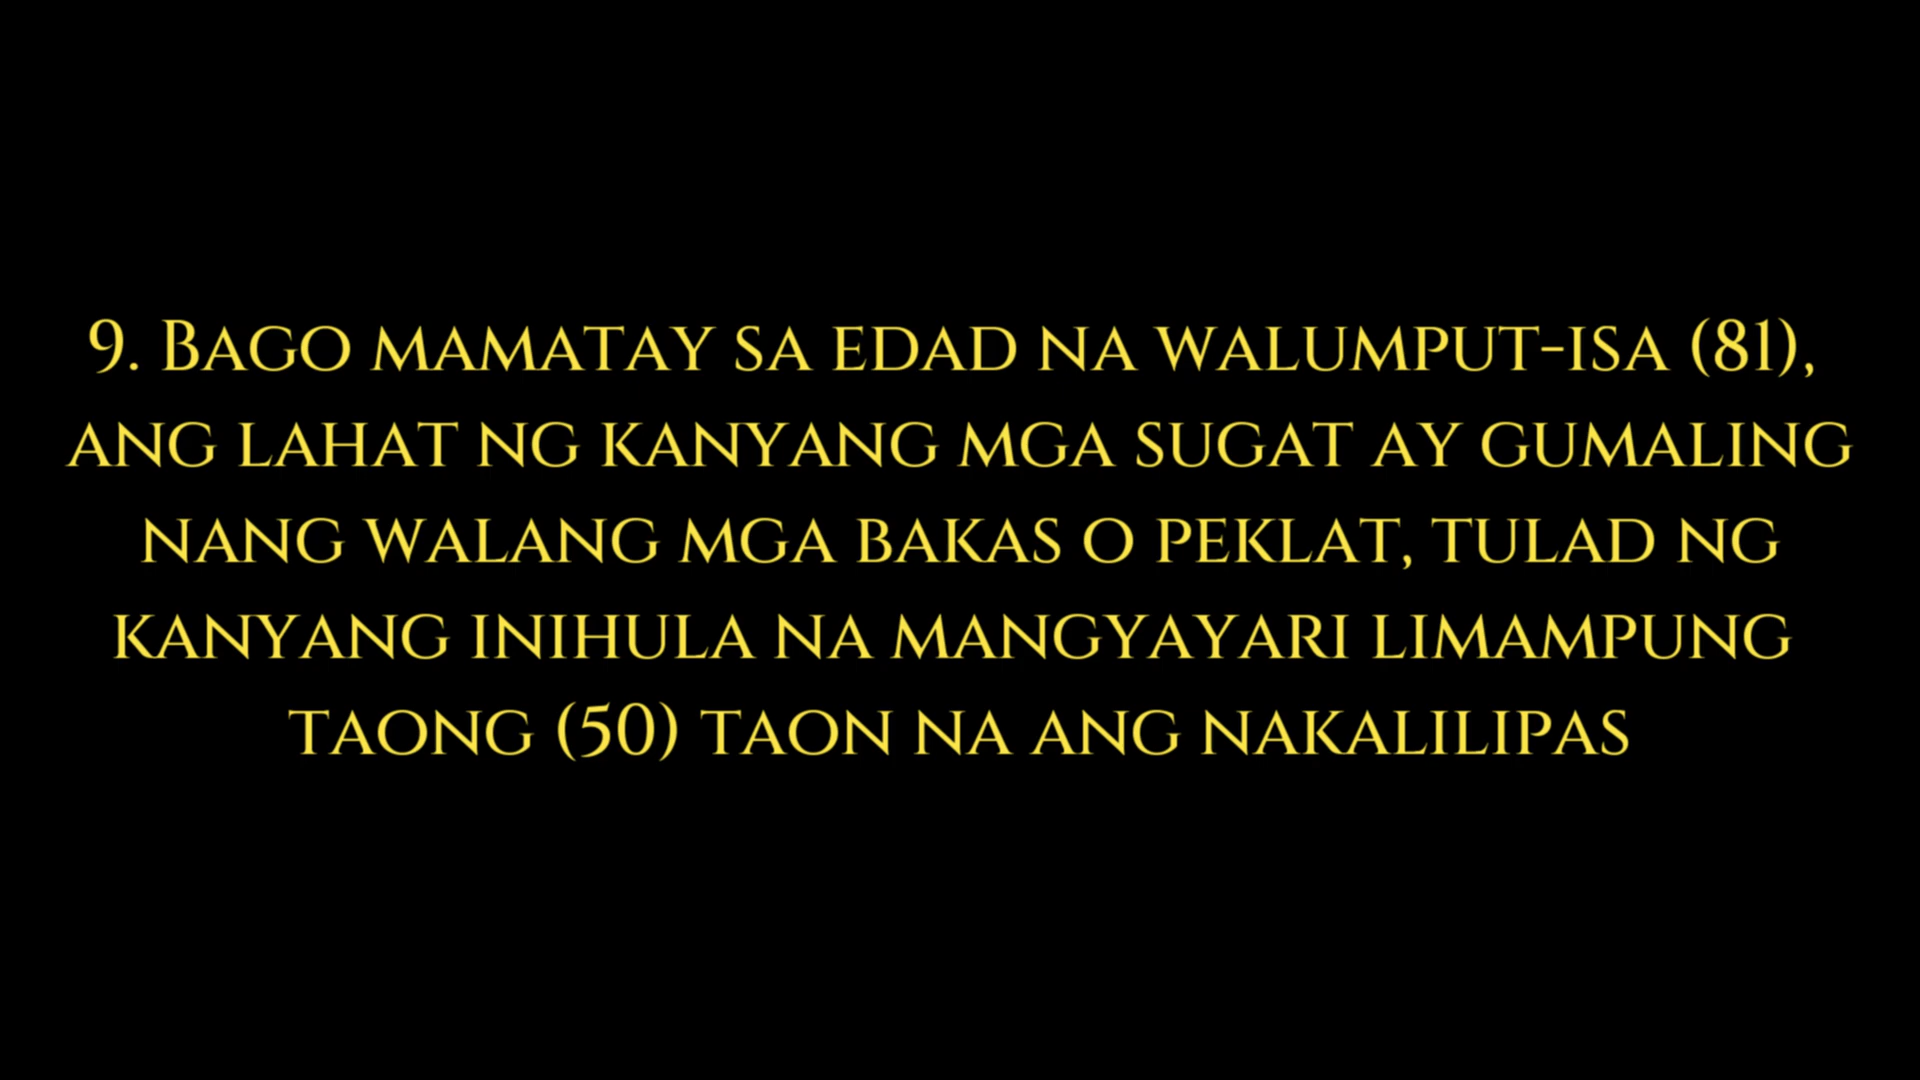 9. Bago mamatay sa edad na walumput-isa (81),
ang lahat ng kanyang mga sugat ay gumaling
nang walang mga bakas o peklat, tulad ng
kanyang inihula na mangyayari limampung
taong (50) taon na ang nakalilipas